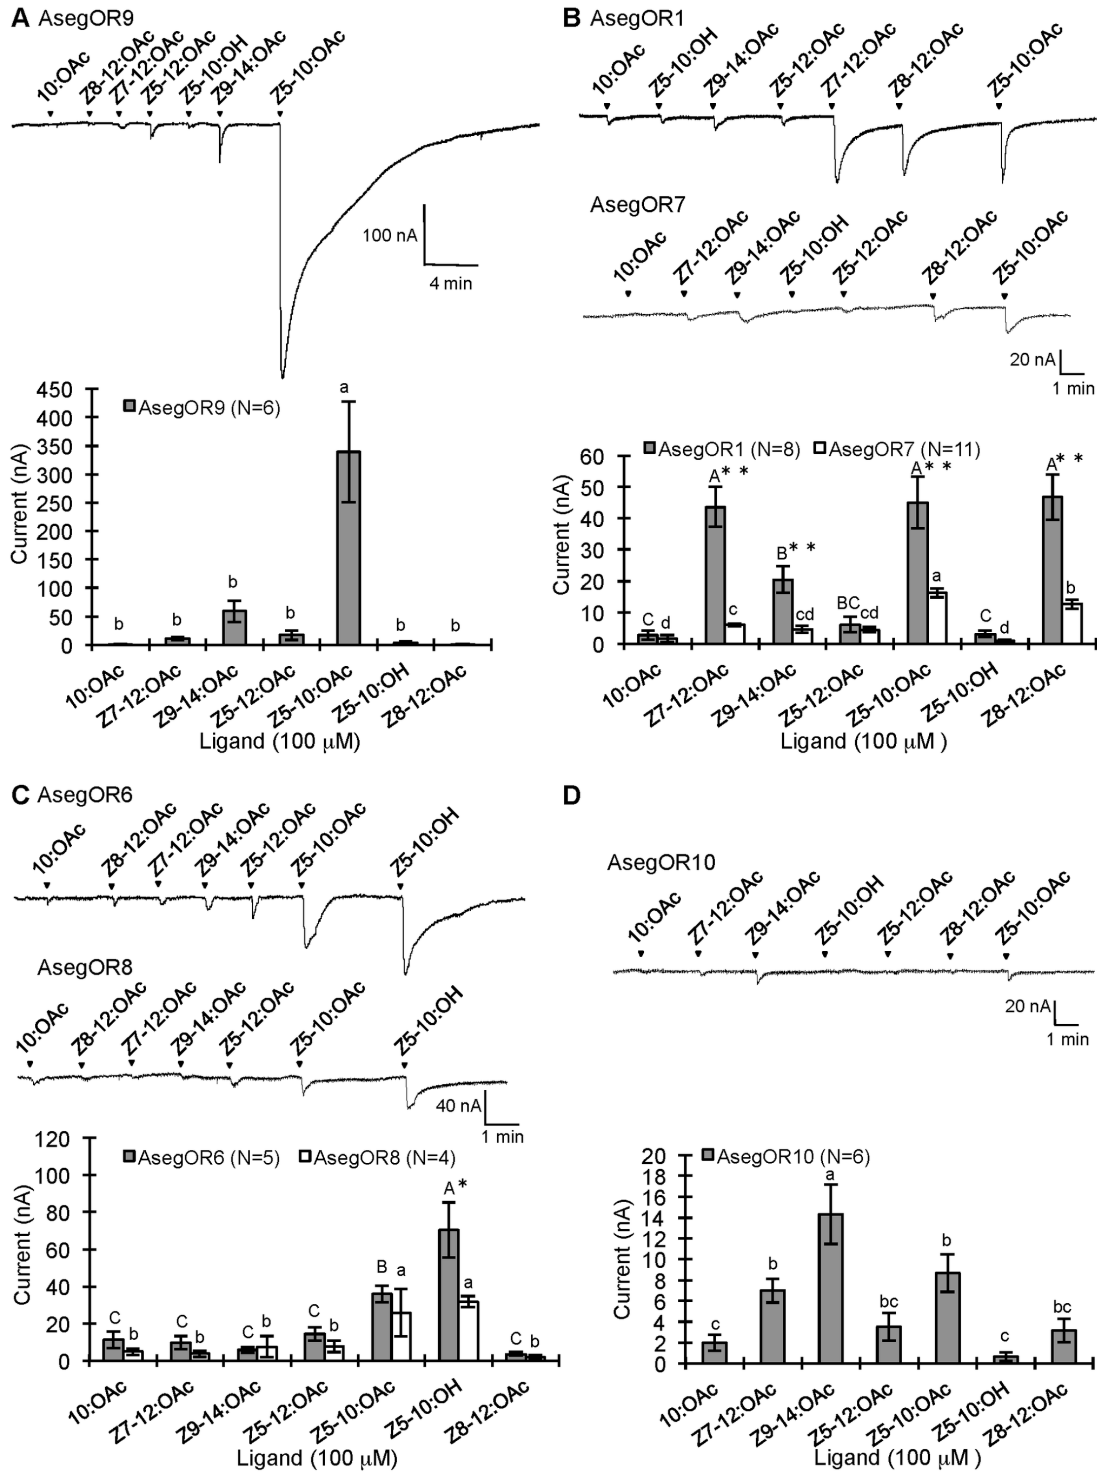 A AsegOR9
10:OAc
Z8-12:OAc
Z7-12:OAc
Z5-12:OAc
Z5-10:OH
Z9-14:OAc
Z5-10:OAc
100 nA
4 min
450
400
350
300
250
200
150
100
50
0
Current (nA)
AsegOR9 (N=6)
b
b
b
b
a
b
b
10:OAc
Z7-12:OAc
Z9-14:OAc
Z5-12:OAc
Z5-10:OAc
Z5-10:OH
Z8-12:OAc
Ligand (100 μM)
B AsegOR1
10:OAc
Z5-10:OH
Z9-14:OAc
Z5-12:OAc
Z7-12:OAc
Z8-12:OAc
Z5-10:OAc
AsegOR7
10:OAc
Z7-12:OAc
Z9-14:OAc
Z5-10:OH
Z5-12:OAc
Z8-12:OAc
Z5-10:OAc
20 nA
1 min
60
50
40
30
20
10
0
Current (nA)
AsegOR1 (N=8) AsegOR7 (N=11)
C d
A** c
B** cd
BC cd
A** a
C d
A** b
10:OAc
Z7-12:OAc
Z9-14:OAc
Z5-12:OAc
Z5-10:OAc
Z5-10:OH
Z8-12:OAc
Ligand (100 μM )
C AsegOR6
10:OAc
Z8-12:OAc
Z7-12:OAc
Z9-14:OAc
Z5-12:OAc
Z5-10:OAc
Z5-10:OH
AsegOR8
10:OAc
Z8-12:OAc
Z7-12:OAc
Z9-14:OAc
Z5-12:OAc
Z5-10:OAc
Z5-10:OH
40 nA
1 min
120
100
80
60
40
20
0
Current (nA)
AsegOR6 (N=5) AsegOR8 (N=4)
C b
C b
C b
C b
B a
A* a
C b
10:OAc
Z7-12:OAc
Z9-14:OAc
Z5-12:OAc
Z5-10:OAc
Z5-10:OH
Z8-12:OAc
Ligand (100 μM)
D
AsegOR10
10:OAc
Z7-12:OAc
Z9-14:OAc
Z5-10:OH
Z5-12:OAc
Z8-12:OAc
Z5-10:OAc
20 nA
1 min
20
18
16
14
12
10
8
6
4
2
0
Current (nA)
AsegOR10 (N=6)
c
b
a
bc
b
c
bc
10:OAc
Z7-12:OAc
Z9-14:OAc
Z5-12:OAc
Z5-10:OAc
Z5-10:OH
Z8-12:OAc
Ligand (100 μM )